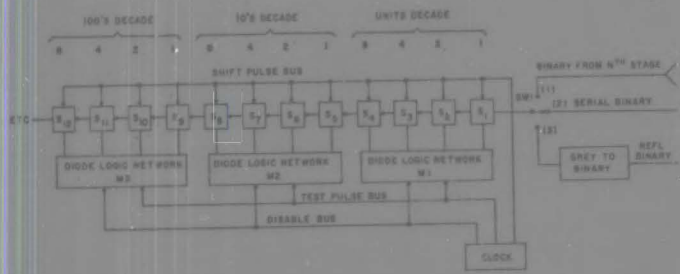 100'S DECADE 10'S DECADE UNITS DECADE
8 4 2 1 8 4 2 1 8 4 2 1
SHIFT PULSE BUS
BINARY FROM NTH STAGE
SW1 (1)
(2) SERIAL BINARY
(3)
ETC S12 S11 S10 S9 S8 S7 S6 S5 S4 S3 S2 S1
DIODE LOGIC NETWORK M3
DIODE LOGIC NETWORK M2
DIODE LOGIC NETWORK M1
GREY TO BINARY
REFL BINARY
TEST PULSE BUS
DISABLE BUS
CLOCK